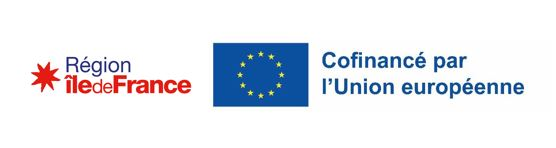 Région
îledeFrance
Cofinancé par
l'Union européenne